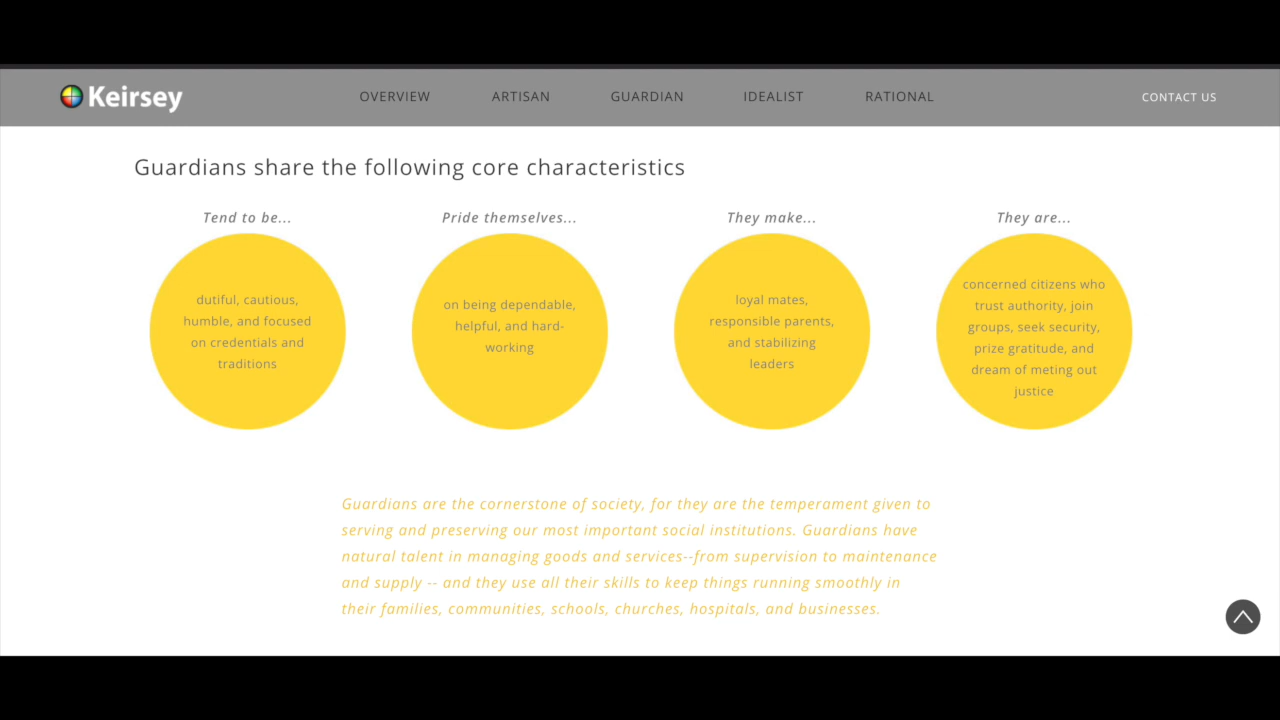 Keirsey
OVERVIEW
ARTISAN
GUARDIAN
IDEALIST
RATIONAL
CONTACT US
Guardians share the following core characteristics
Tend to be...
dutiful, cautious,
humble, and focused
on credentials and
traditions
Pride themselves...
on being dependable,
helpful, and hard-
working
They make...
loyal mates,
responsible parents,
and stabilizing
leaders
They are...
concerned citizens who
trust authority, join
groups, seek security,
prize gratitude, and
dream of meting out
justice
Guardians are the cornerstone of society, for they are the temperament given to
serving and preserving our most important social institutions. Guardians have
natural talent in managing goods and services--from supervision to maintenance
and supply -- and they use all their skills to keep things running smoothly in
their families, communities, schools, churches, hospitals, and businesses.